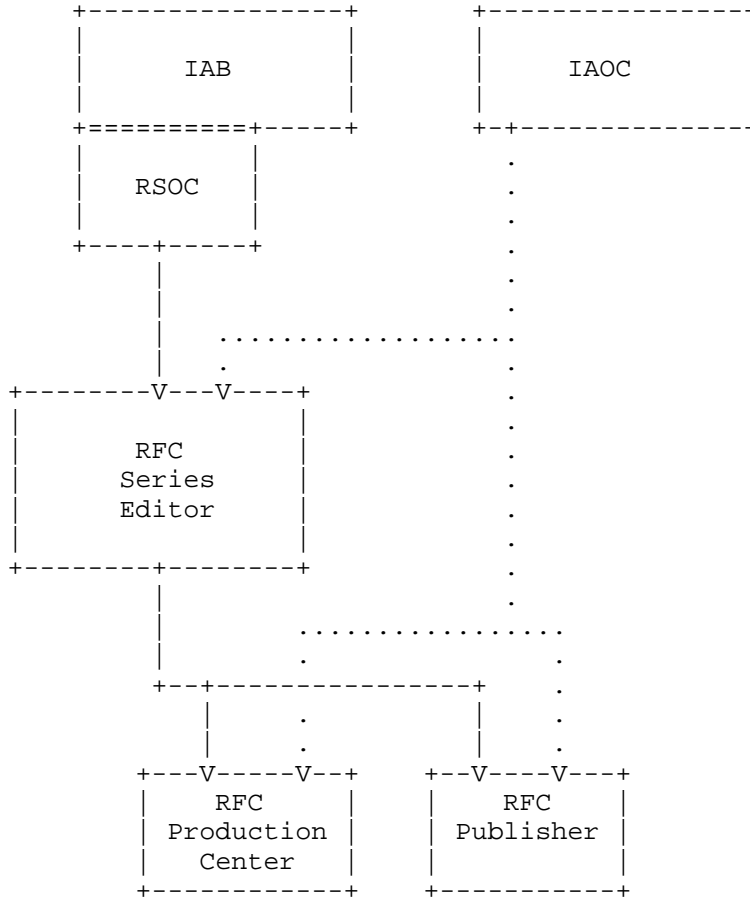 IAB
IAOC
RSOC
RFC
Series
Editor
RFC
Production
Center
RFC
Publisher